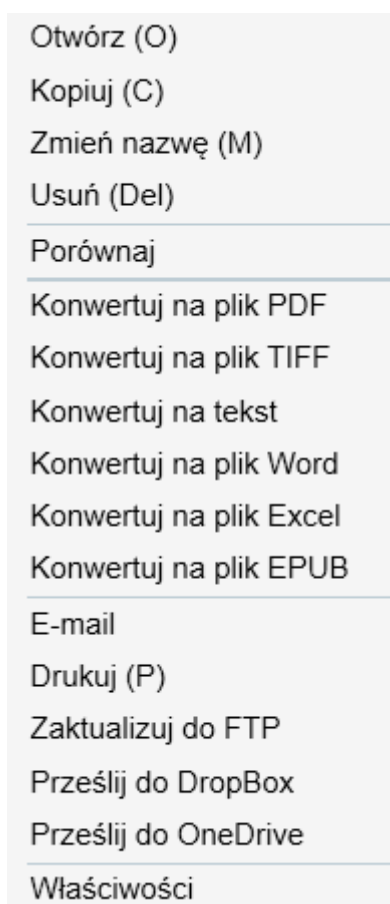 Otwórz (O)
Kopiuj (C)
Zmień nazwę (M)
Usuń (Del)
Porównaj
Konwertuj na plik PDF
Konwertuj na plik TIFF
Konwertuj na tekst
Konwertuj na plik Word
Konwertuj na plik Excel
Konwertuj na plik EPUB
E-mail
Drukuj (P)
Zaktualizuj do FTP
Prześlij do DropBox
Prześlij do OneDrive
Właściwości